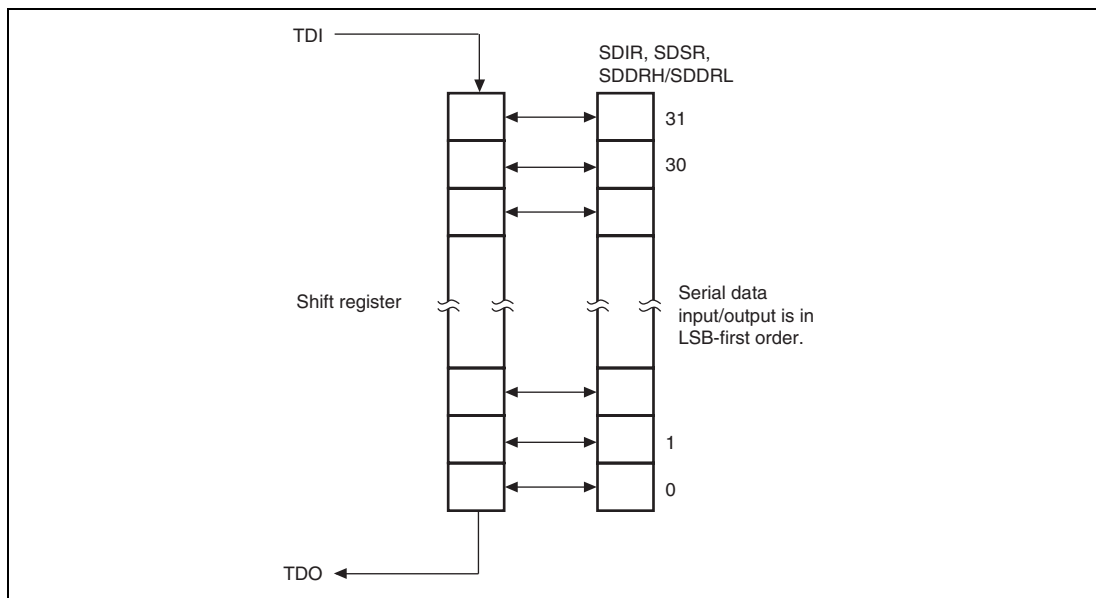 TDI
SDIR, SDSR,
SDDRH/SDDRL
31
30
Shift register
Serial data
input/output is in
LSB-first order.
1
0
TDO